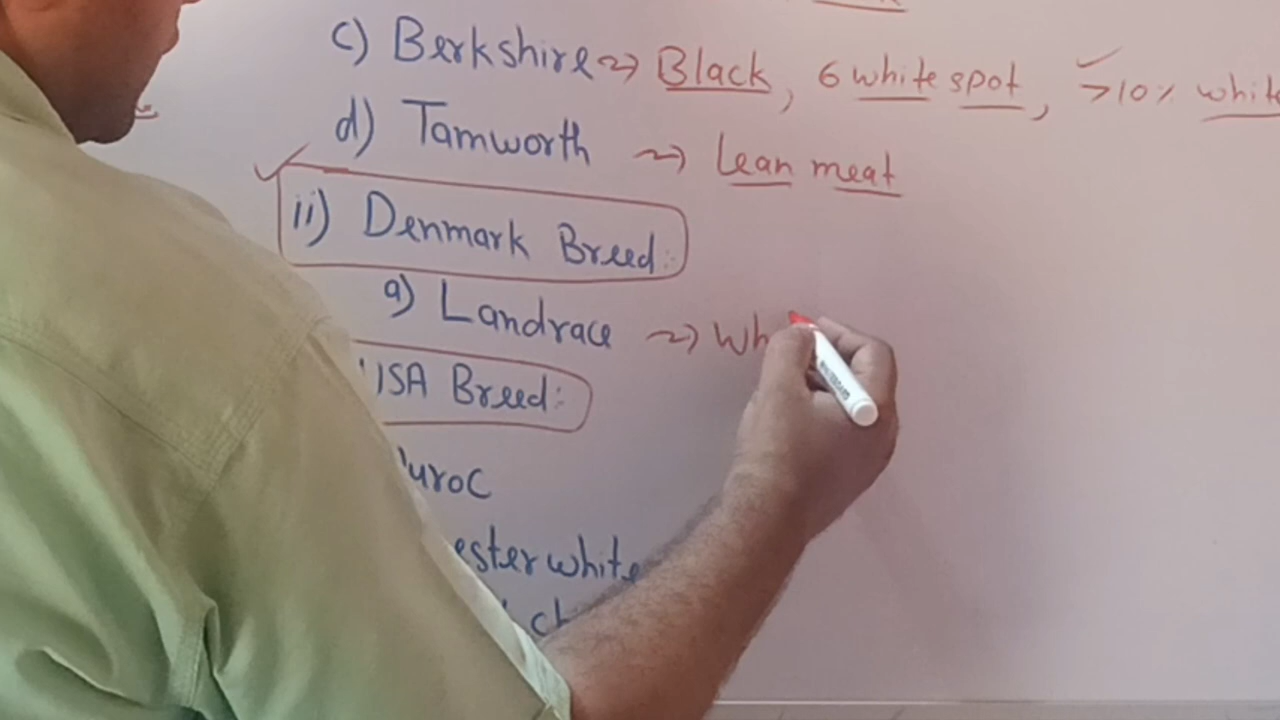 c) Berkshire → Black, 6 white spot, >10% white
d) Tamworth → Lean meat
ii) Denmark Breed:
a) Landrace → Wh
USA Breed:
uroc
ester white
ch